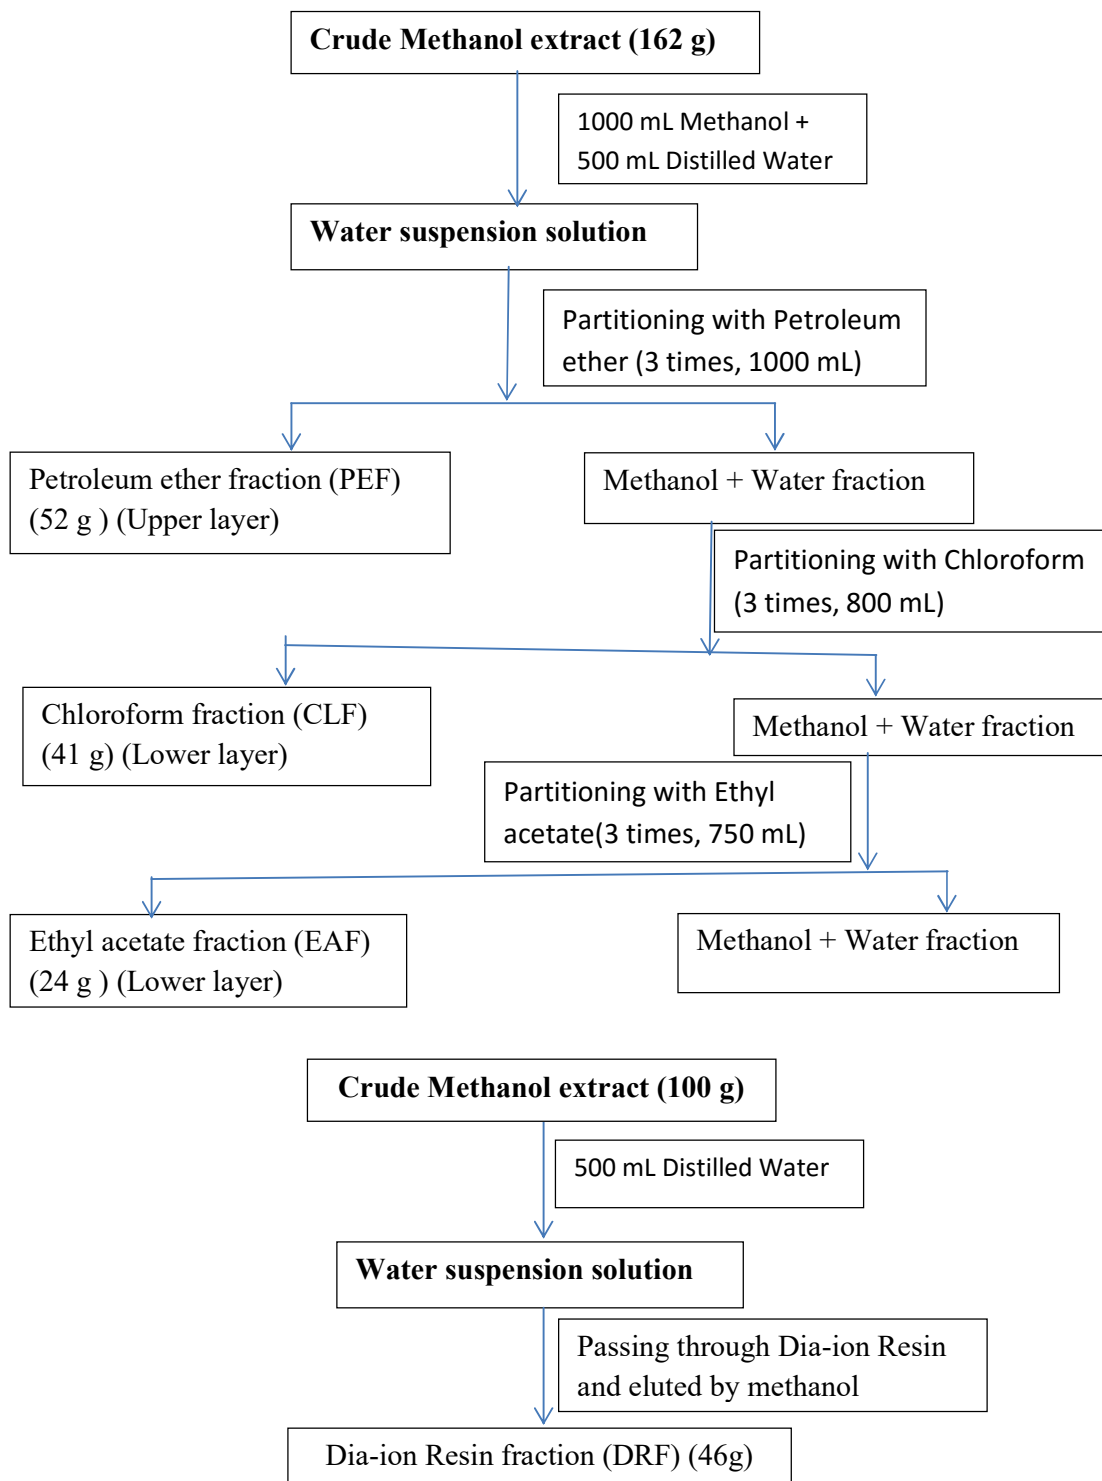 Crude Methanol extract (162 g)
1000 mL Methanol +
500 mL Distilled Water
Water suspension solution
Partitioning with Petroleum
ether (3 times, 1000 mL)
Petroleum ether fraction (PEF)
(52 g ) (Upper layer)
Methanol + Water fraction
Partitioning with Chloroform
(3 times, 800 mL)
Chloroform fraction (CLF)
(41 g) (Lower layer)
Methanol + Water fraction
Partitioning with Ethyl
acetate(3 times, 750 mL)
Ethyl acetate fraction (EAF)
(24 g ) (Lower layer)
Methanol + Water fraction
Crude Methanol extract (100 g)
500 mL Distilled Water
Water suspension solution
Passing through Dia-ion Resin
and eluted by methanol
Dia-ion Resin fraction (DRF) (46g)